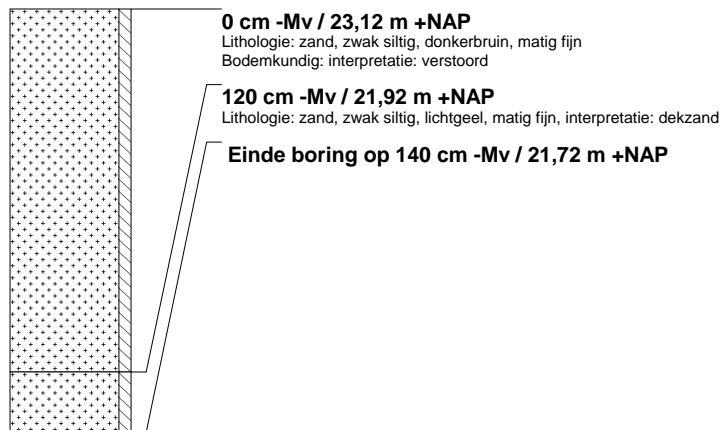 0 cm -Mv / 23,12 m +NAP
Lithologie: zand, zwak siltig, donkerbruin, matig fijn
Bodemkundig: interpretatie: verstoord
120 cm -Mv / 21,92 m +NAP
Lithologie: zand, zwak siltig, lichtgeel, matig fijn, interpretatie: dekzand
Einde boring op 140 cm -Mv / 21,72 m +NAP